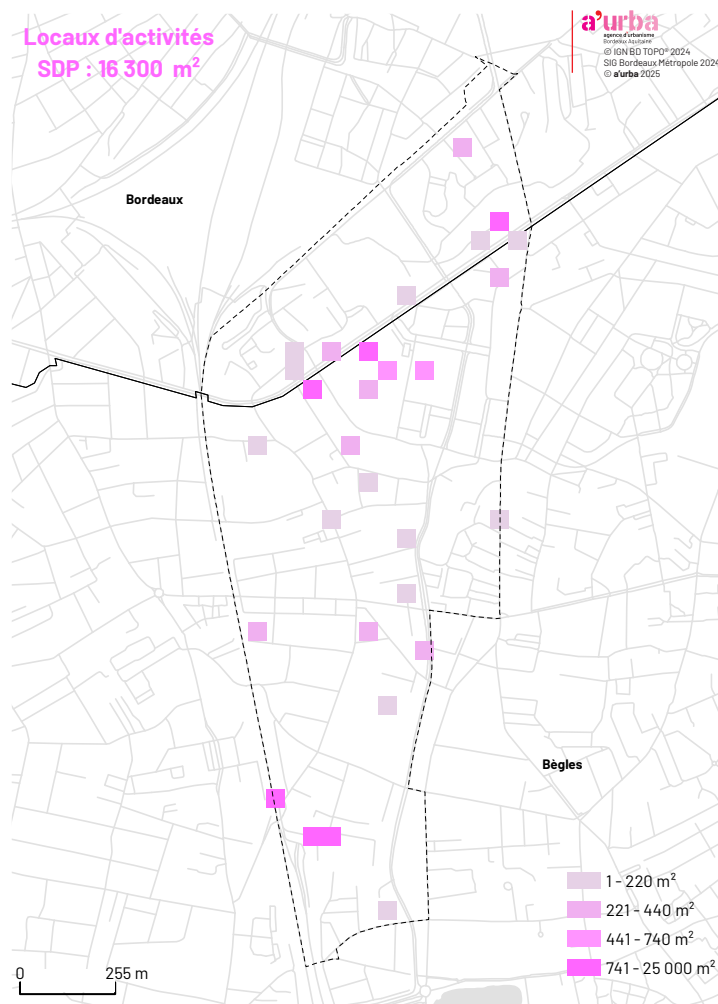 Locaux d'activités
SDP : 16 300 m²
a'urba
agence d'urbanisme
Bordeaux Aquitaine
© IGN BD TOPO® 2024
SIG Bordeaux Métropole 2024
© a'urba 2025
Bordeaux
Bègles
1 - 220 m²
221 - 440 m²
441 - 740 m²
741 - 25 000 m²
0 255 m